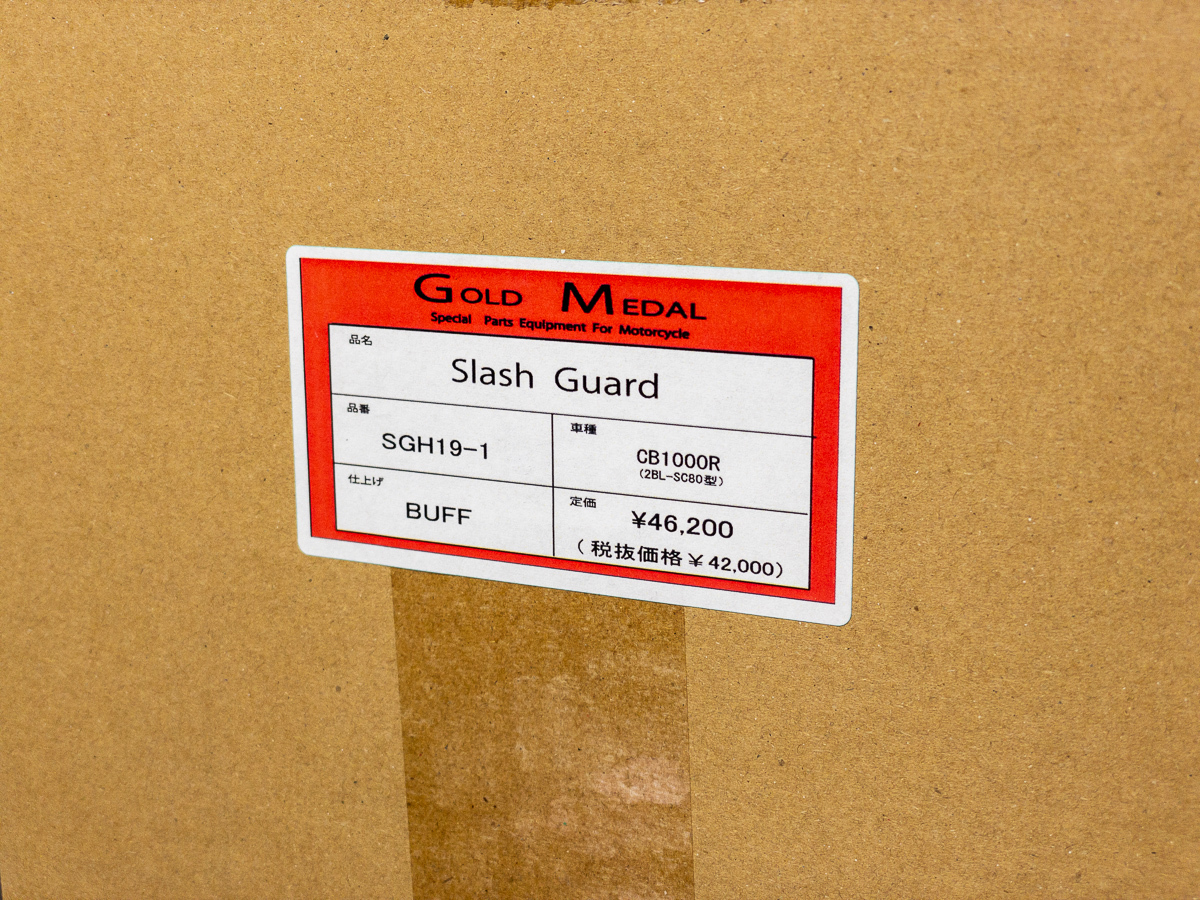 GOLD MEDAL
Special Parts Equipment For Motorcycle
品名
Slash Guard
品番
SGH19-1
車種
CB1000R
(2BL-SC80型)
仕上げ
BUFF
定価
¥46,200
(税抜価格¥42,000)